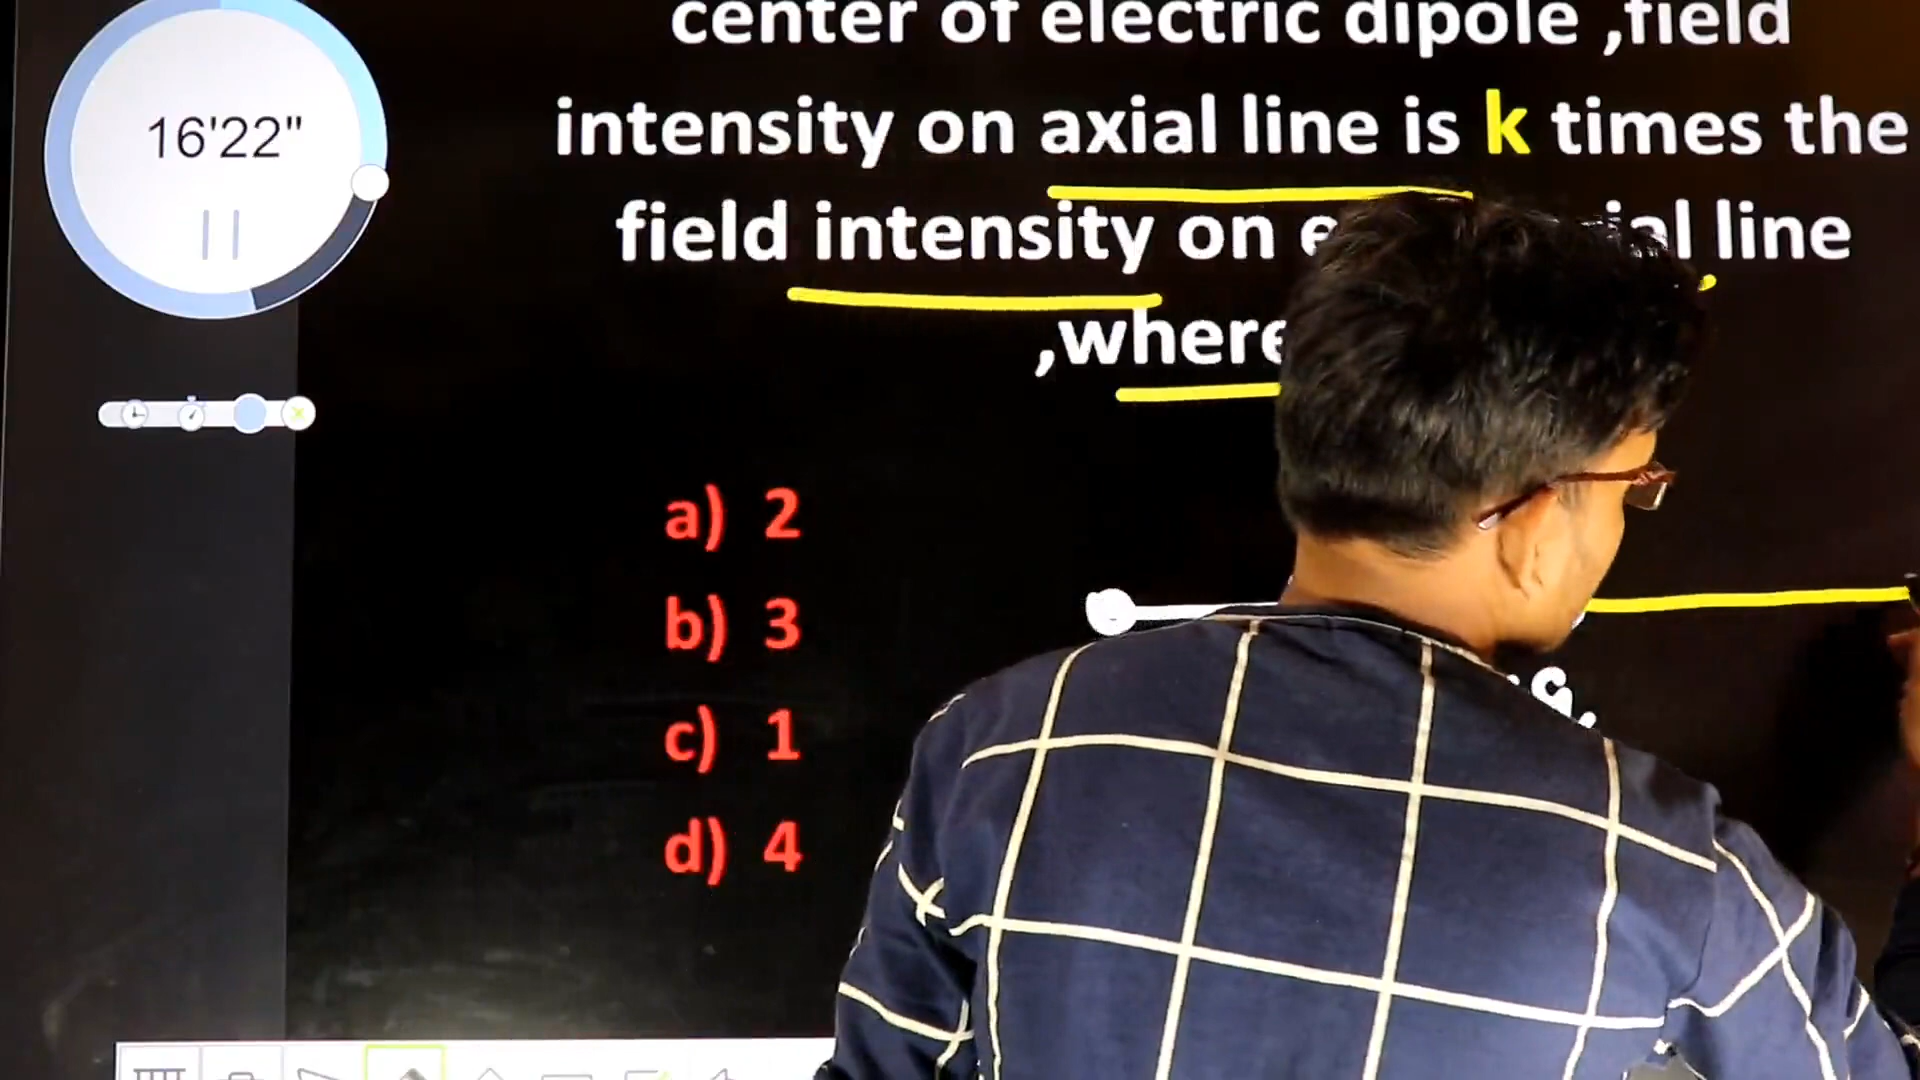 16'22"
center of electric dipole ,field
intensity on axial line is k times the
field intensity on line
,where
a) 2
b) 3
c) 1
d) 4